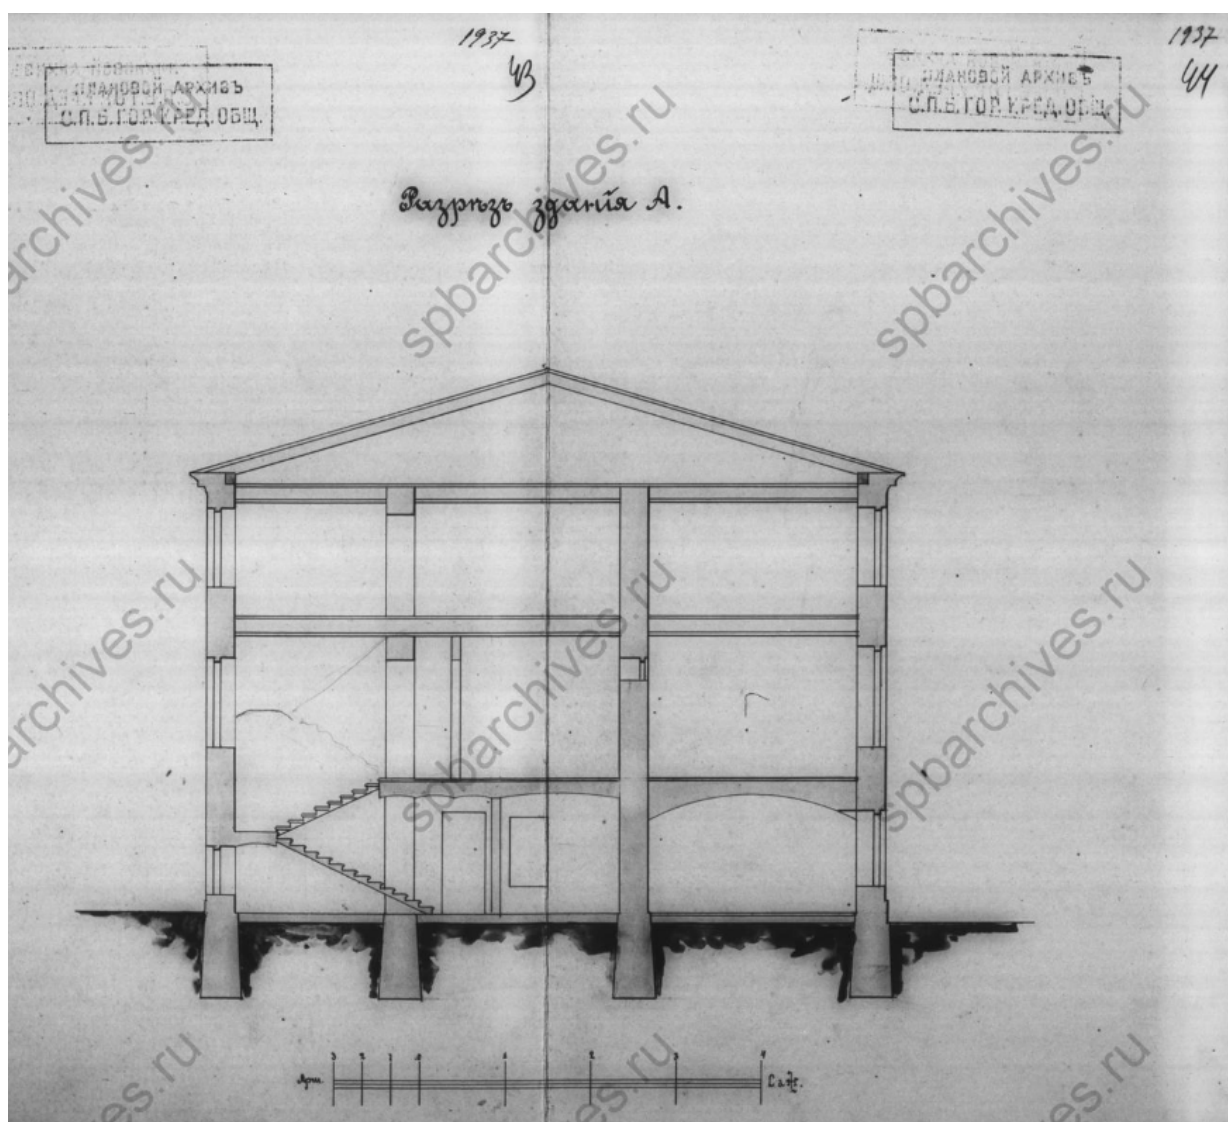 1937
43
1937
44
ПЛАНОВОЙ АРХИВЪ
С.П.Б. ГОР. КРЕД. ОБЩ.
ПЛАНОВОЙ АРХИВЪ
С.П.Б. ГОР. КРЕД. ОБЩ.
Разрѣзъ зданія А.
Арш. 3 2 1 0 1 2 3 4 Саж.
spbarchives.ru
spbarchives.ru
spbarchives.ru
spbarchives.ru
spbarchives.ru
spbarchives.ru